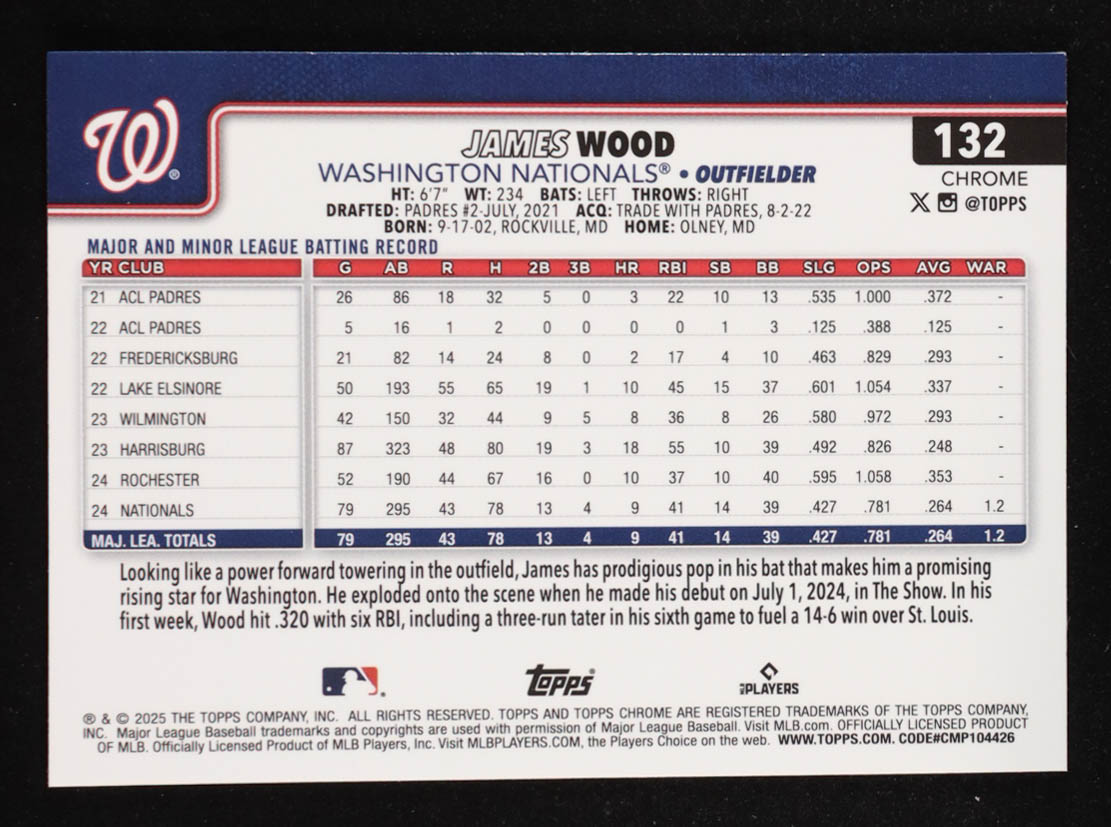 W®
JAMES WOOD
132
WASHINGTON NATIONALS® • OUTFIELDER
CHROME
HT: 6'7" WT: 234 BATS: LEFT THROWS: RIGHT
@TOPPS
DRAFTED: PADRES #2-JULY, 2021 ACQ: TRADE WITH PADRES, 8-2-22
BORN: 9-17-02, ROCKVILLE, MD HOME: OLNEY, MD
MAJOR AND MINOR LEAGUE BATTING RECORD
YR CLUB G AB R H 2B 3B HR RBI SB BB SLG OPS AVG WAR
21 ACL PADRES 26 86 18 32 5 0 3 22 10 13 .535 1.000 .372 -
22 ACL PADRES 5 16 1 2 0 0 0 0 1 3 .125 .388 .125 -
22 FREDERICKSBURG 21 82 14 24 8 0 2 17 4 10 .463 .829 .293 -
22 LAKE ELSINORE 50 193 55 65 19 1 10 45 15 37 .601 1.054 .337 -
23 WILMINGTON 42 150 32 44 9 5 8 36 8 26 .580 .972 .293 -
23 HARRISBURG 87 323 48 80 19 3 18 55 10 39 .492 .826 .248 -
24 ROCHESTER 52 190 44 67 16 0 10 37 10 40 .595 1.058 .353 -
24 NATIONALS 79 295 43 78 13 4 9 41 14 39 .427 .781 .264 1.2
MAJ. LEA. TOTALS 79 295 43 78 13 4 9 41 14 39 .427 .781 .264 1.2
Looking like a power forward towering in the outfield, James has prodigious pop in his bat that makes him a promising
rising star for Washington. He exploded onto the scene when he made his debut on July 1, 2024, in The Show. In his
first week, Wood hit .320 with six RBI, including a three-run tater in his sixth game to fuel a 14-6 win over St. Louis.
TOPPS® MLB PLAYERS
® & © 2025 THE TOPPS COMPANY, INC. ALL RIGHTS RESERVED. TOPPS AND TOPPS CHROME ARE REGISTERED TRADEMARKS OF THE TOPPS COMPANY,
INC. Major League Baseball trademarks and copyrights are used with permission of Major League Baseball. Visit MLB.com. OFFICIALLY LICENSED PRODUCT
OF MLB. Officially Licensed Product of MLB Players, Inc. Visit MLBPLAYERS.COM, the Players Choice on the web. WWW.TOPPS.COM. CODE#CMP104426